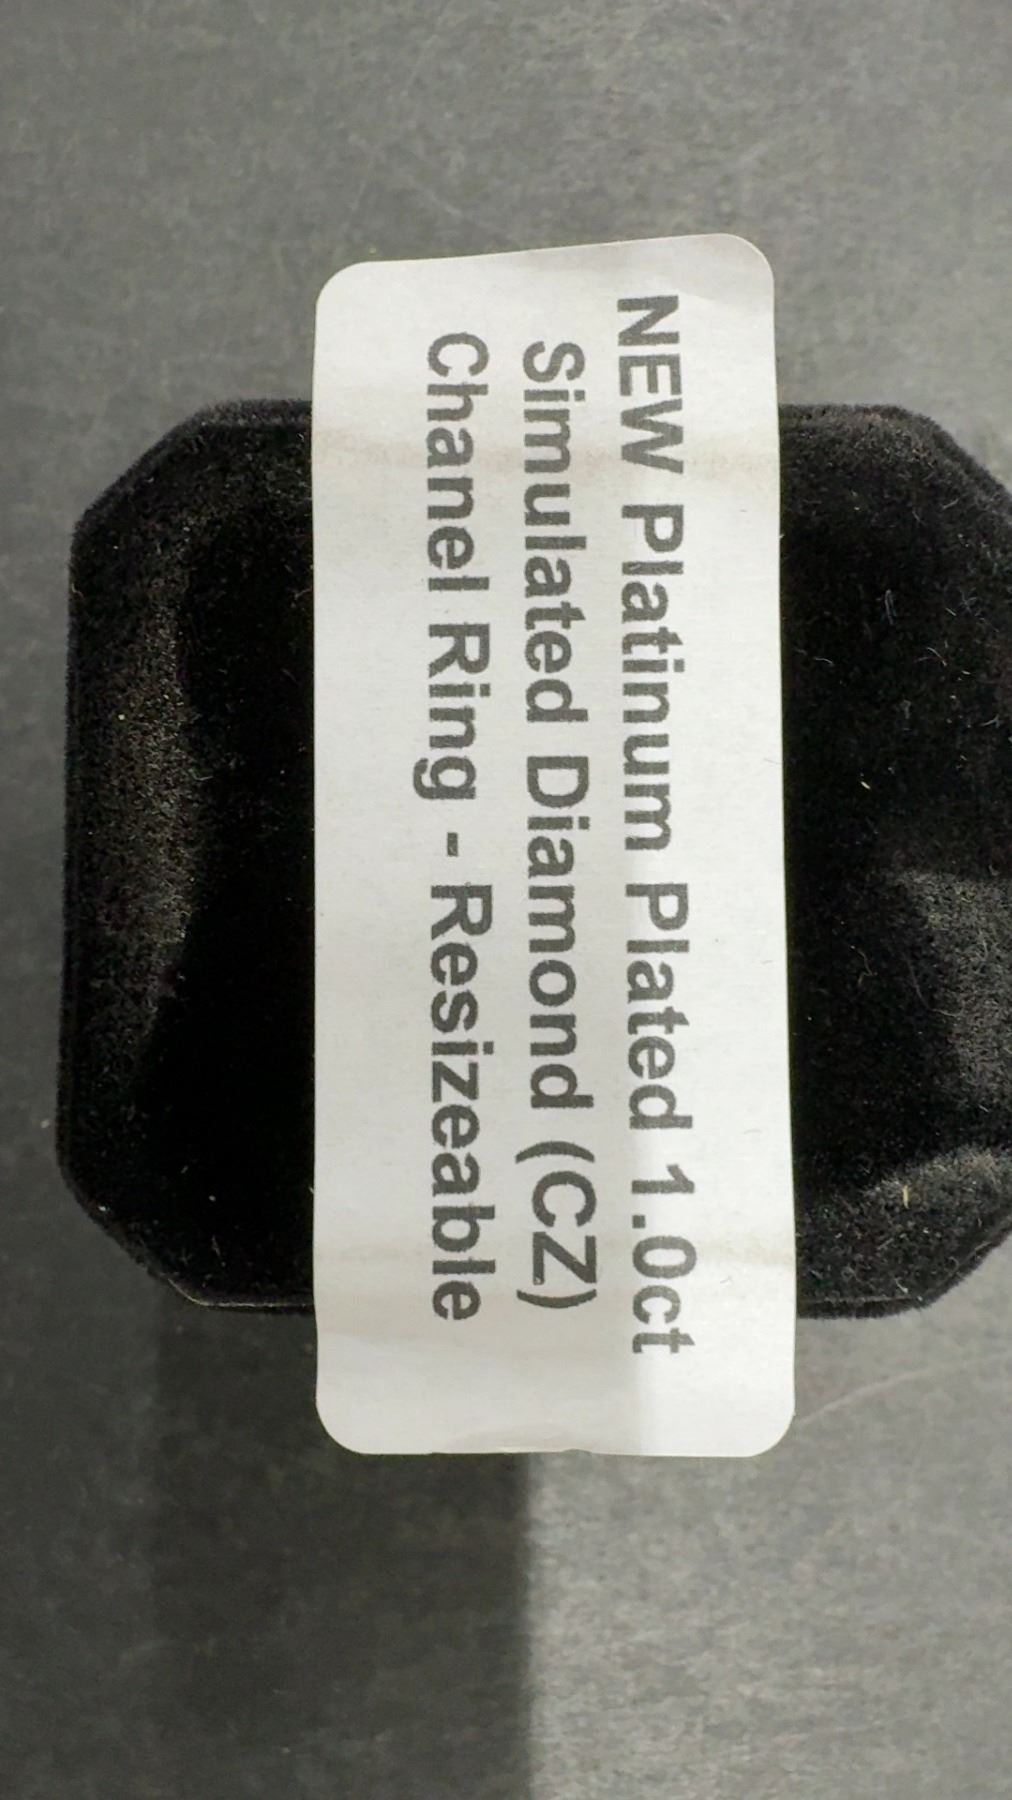 NEW Platinum Plated 1.0ct
Simulated Diamond (CZ)
Chanel Ring - Resizeable